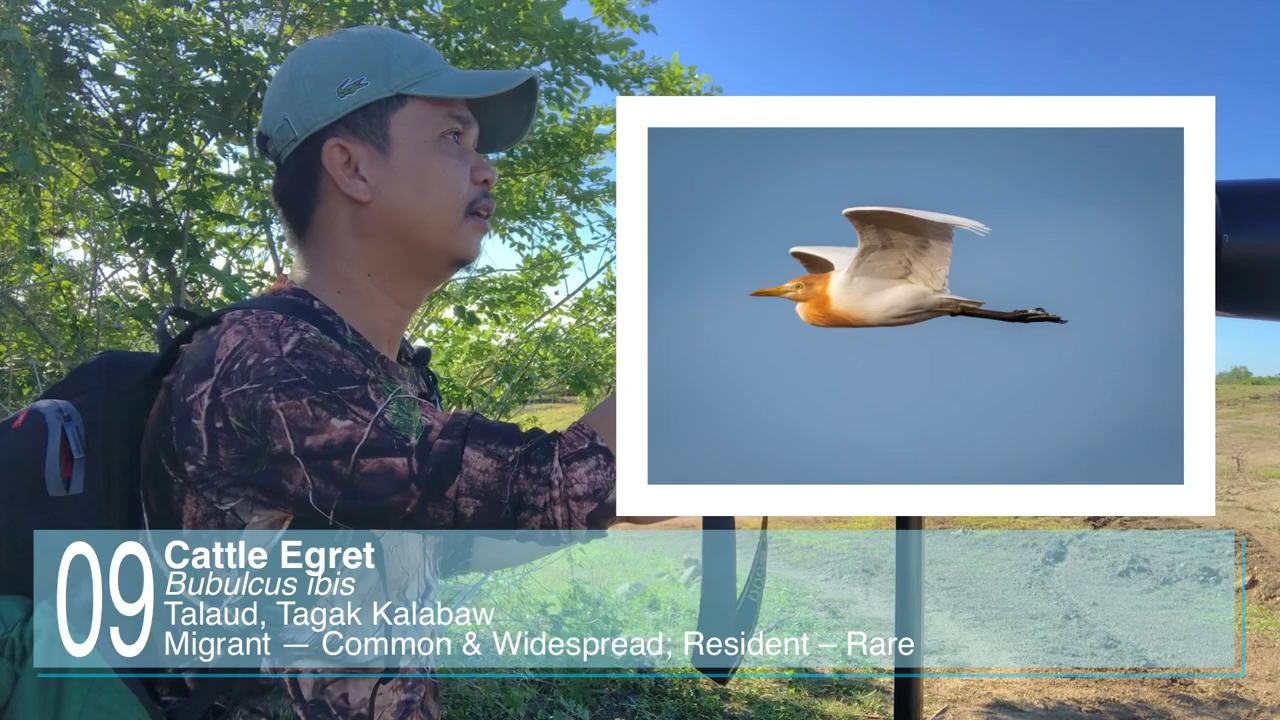 09
Cattle Egret
Bubulcus ibis
Talaud, Tagak Kalabaw
Migrant — Common & Widespread; Resident – Rare